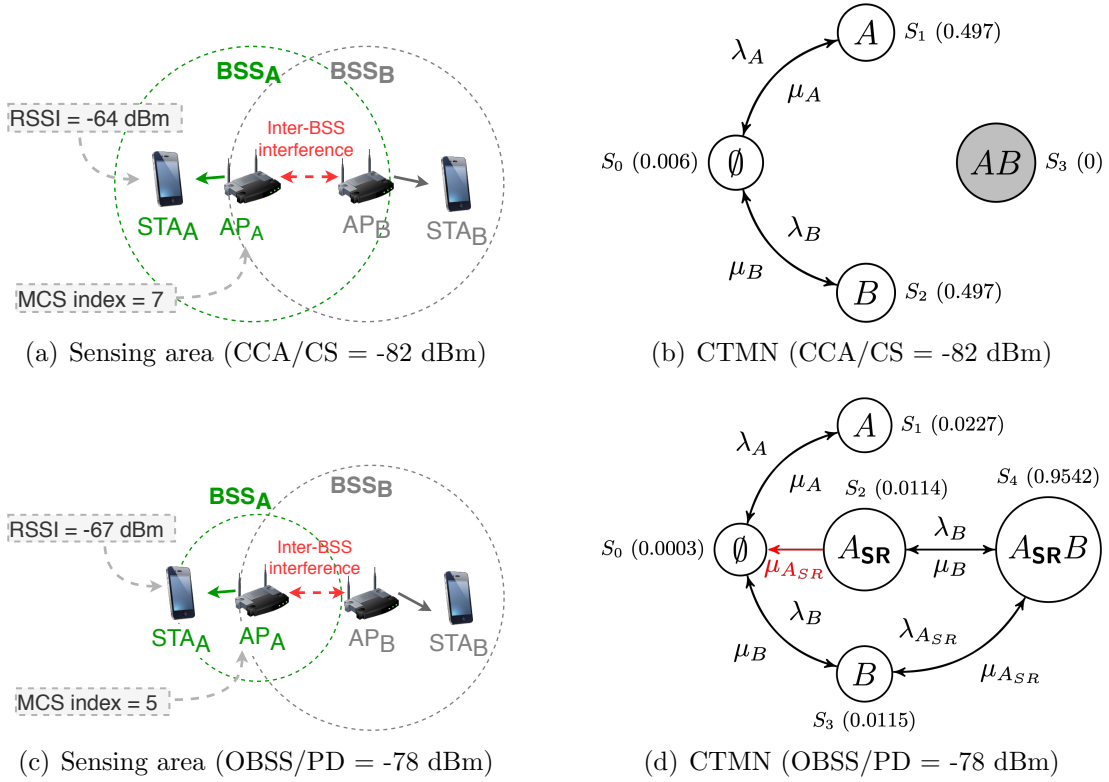 BSSA
BSSB
RSSI = -64 dBm
Inter-BSS
interference
STAA
APA
APB
STAB
MCS index = 7
(a) Sensing area (CCA/CS = -82 dBm)
A
S1 (0.497)
λA
μA
S0 (0.006)
∅
AB
S3 (0)
λB
μB
B
S2 (0.497)
(b) CTMN (CCA/CS = -82 dBm)
BSSA
BSSB
RSSI = -67 dBm
Inter-BSS
interference
STAA
APA
APB
STAB
MCS index = 5
(c) Sensing area (OBSS/PD = -78 dBm)
A
S1 (0.0227)
λA
μA
S2 (0.0114)
S4 (0.9542)
S0 (0.0003)
∅
μASR
ASR
λB
μB
ASRB
λB
μB
λASR
μASR
B
S3 (0.0115)
(d) CTMN (OBSS/PD = -78 dBm)